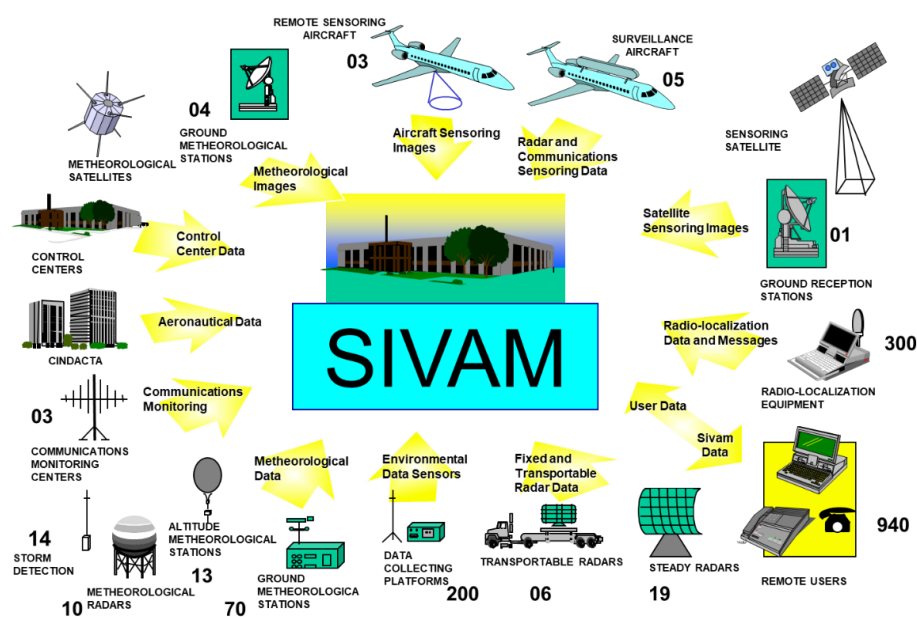 REMOTE SENSORING
AIRCRAFT
03
SURVEILLANCE
AIRCRAFT
05
04
GROUND
METHEOROLOGICAL
STATIONS
METHEOROLOGICAL
SATELLITES
SENSORING
SATELLITE
Aircraft Sensoring
Images
Radar and
Communications
Sensoring Data
Metheorological
Images
Satellite
Sensoring Images
01
GROUND RECEPTION
STATIONS
CONTROL
CENTERS
Control
Center Data
CINDACTA
Aeronautical Data
SIVAM
Radio-localization
Data and Messages
300
RADIO-LOCALIZATION
EQUIPMENT
03
COMMUNICATIONS
MONITORING
CENTERS
Communications
Monitoring
User Data
Sivam
Data
Metheorological
Data
Environmental
Data Sensors
Fixed and
Transportable
Radar Data
940
REMOTE USERS
14
STORM
DETECTION
10
METHEOROLOGICAL
RADARS
ALTITUDE
METHEOROLOGICAL
STATIONS
13
70
GROUND
METHEOROLOGICA
STATIONS
DATA
COLLECTING
PLATFORMS
200
TRANSPORTABLE RADARS
06
STEADY RADARS
19